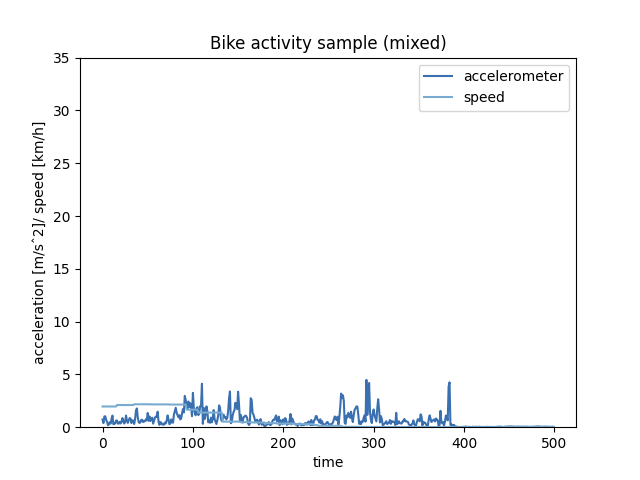 Bike activity sample (mixed)
accelerometer
speed
35
30
25
20
15
10
5
0
acceleration [m/sˆ2]/ speed [km/h]
0 100 200 300 400 500
time